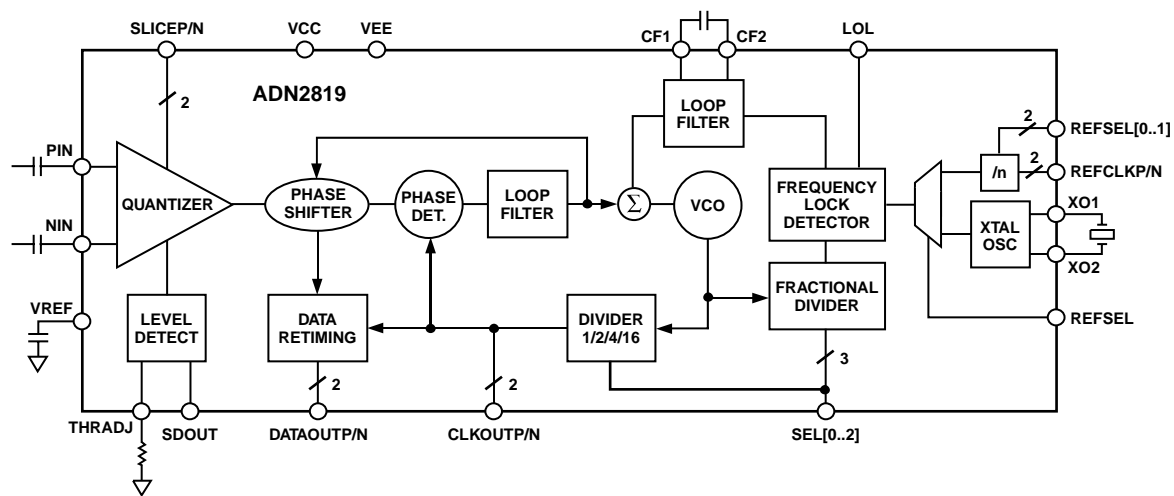 SLICEP/N
VCC
VEE
CF1
CF2
LOL
ADN2819
2
LOOP
FILTER
2
REFSEL[0..1]
PIN
/n
2
REFCLKP/N
QUANTIZER
PHASE
SHIFTER
PHASE
DET.
LOOP
FILTER
Σ
VCO
FREQUENCY
LOCK
DETECTOR
XO1
XTAL
OSC
NIN
XO2
VREF
LEVEL
DETECT
DATA
RETIMING
DIVIDER
1/2/4/16
FRACTIONAL
DIVIDER
REFSEL
2
2
3
THRADJ
SDOUT
DATAOUTP/N
CLKOUTP/N
SEL[0..2]